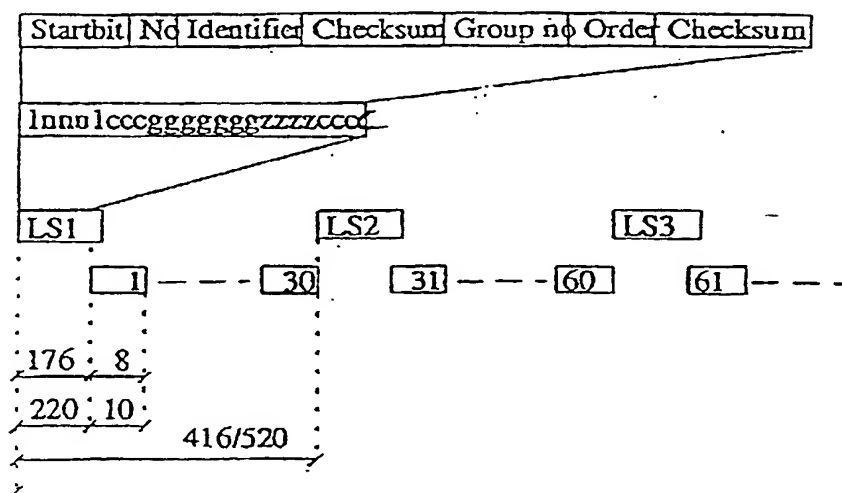 Startbit No Identifier Checksum Group no Order Checksum
1nnn1cccggggggggzzzzcccc
LS1 LS2 LS3
1 30 31 60 61
176 8
220 10
416/520